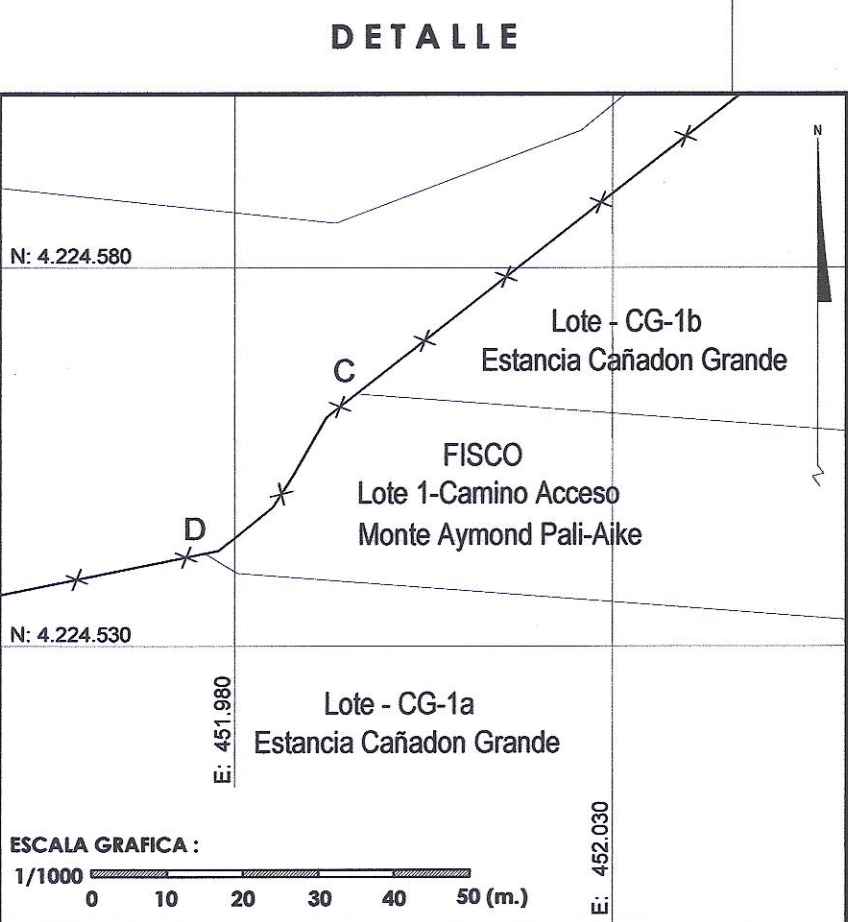 DETALLE
N
N: 4.224.580
Lote - CG-1b
Estancia Cañadon Grande
C
FISCO
Lote 1-Camino Acceso
Monte Aymond Pali-Aike
D
N: 4.224.530
E: 451.980
Lote - CG-1a
Estancia Cañadon Grande
E: 452.030
ESCALA GRAFICA :
1/1000
0 10 20 30 40 50 (m.)